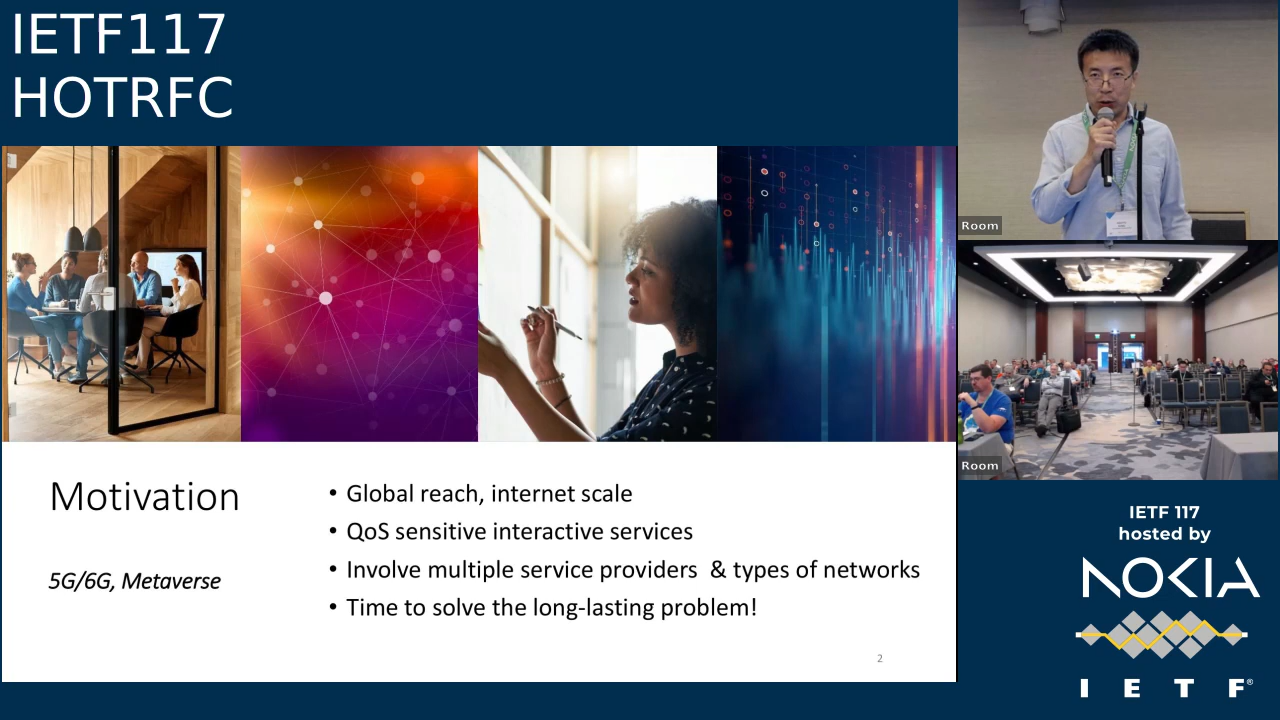 IETF117
HOTRFC
Motivation
5G/6G, Metaverse
• Global reach, internet scale
• QoS sensitive interactive services
• Involve multiple service providers & types of networks
• Time to solve the long-lasting problem!
2
Room
Room
IETF 117
hosted by
NOKIA
I E T F®